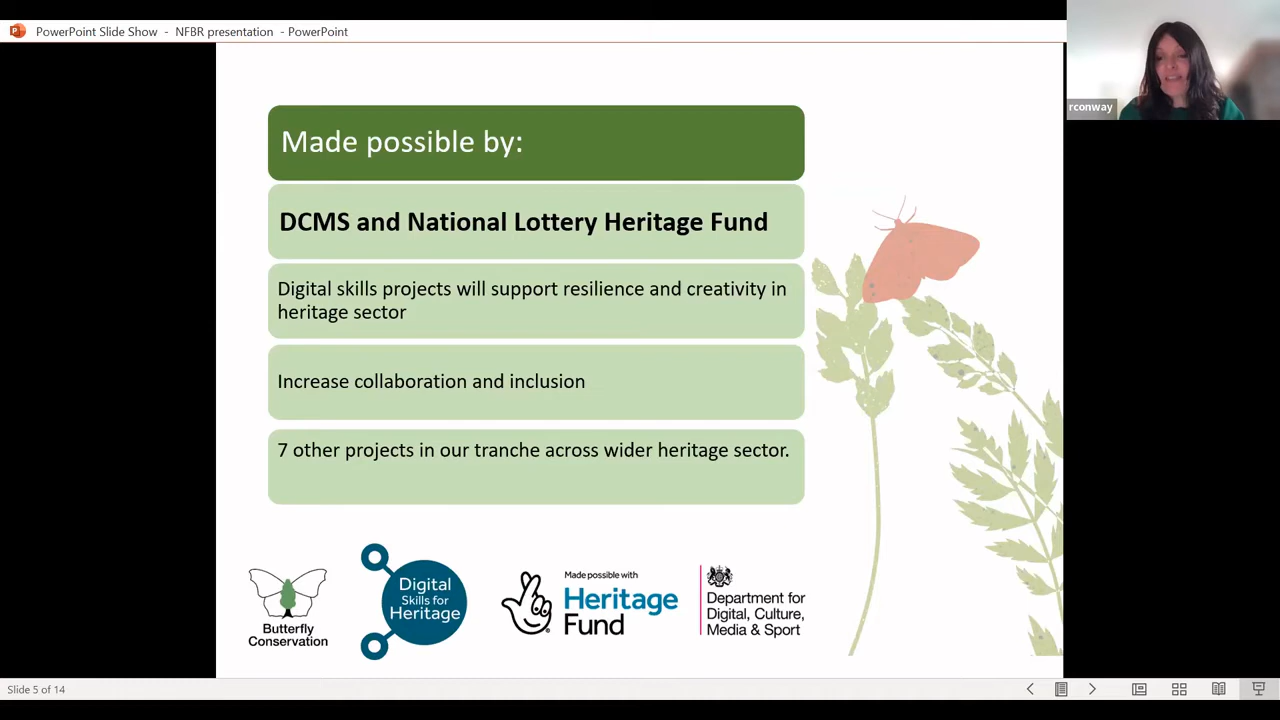 PowerPoint Slide Show - NFBR presentation - PowerPoint
rconway
Made possible by:
DCMS and National Lottery Heritage Fund
Digital skills projects will support resilience and creativity in
heritage sector
Increase collaboration and inclusion
7 other projects in our tranche across wider heritage sector.
Butterfly
Conservation
Digital
Skills for
Heritage
Made possible with
Heritage
Fund
Department for
Digital, Culture,
Media & Sport
Slide 5 of 14